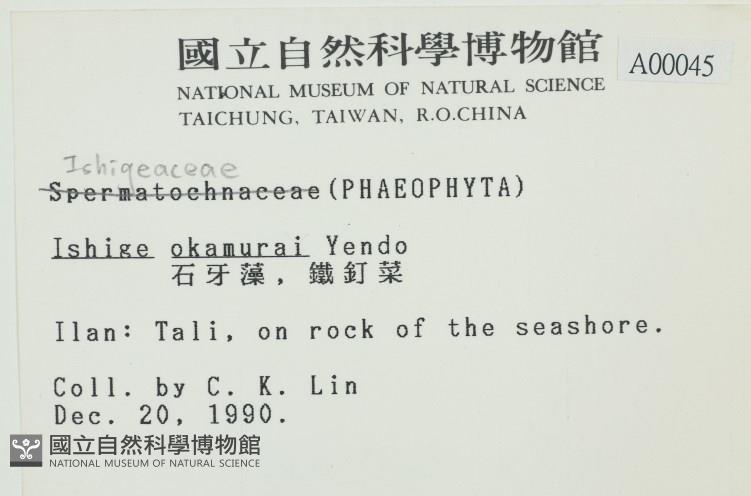 國立自然科學博物館
A00045
NATIONAL MUSEUM OF NATURAL SCIENCE
TAICHUNG, TAIWAN, R.O.CHINA
Ishigeaceae
Spermatochnaceae (PHAEOPHYTA)
Ishige okamurai Yendo
石牙藻，鐵釘菜
Ilan: Tali, on rock of the seashore.
Coll. by C. K. Lin
Dec. 20, 1990.
國立自然科學博物館
NATIONAL MUSEUM OF NATURAL SCIENCE